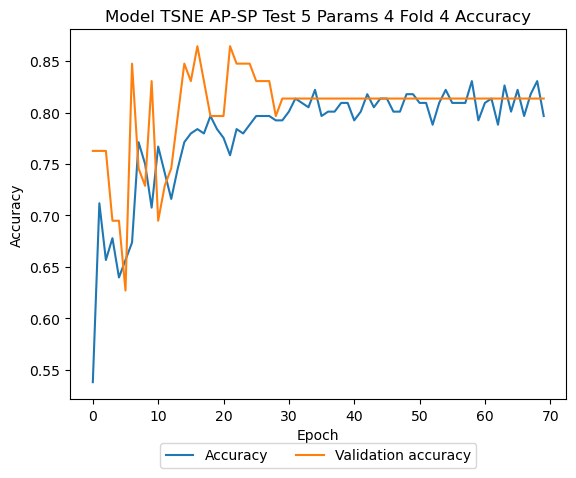 Model TSNE AP-SP Test 5 Params 4 Fold 4 Accuracy
Accuracy
0.85
0.80
0.75
0.70
0.65
0.60
0.55
0 10 20 30 40 50 60 70
Epoch
Accuracy Validation accuracy